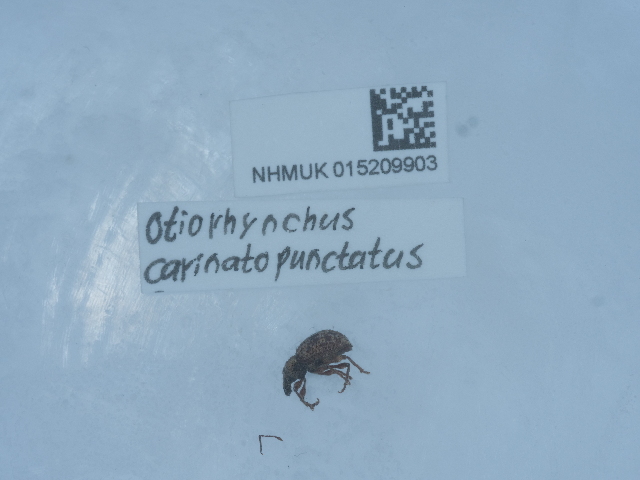 NHMUK 015209903
Otiorhynchus
carinatopunctatus